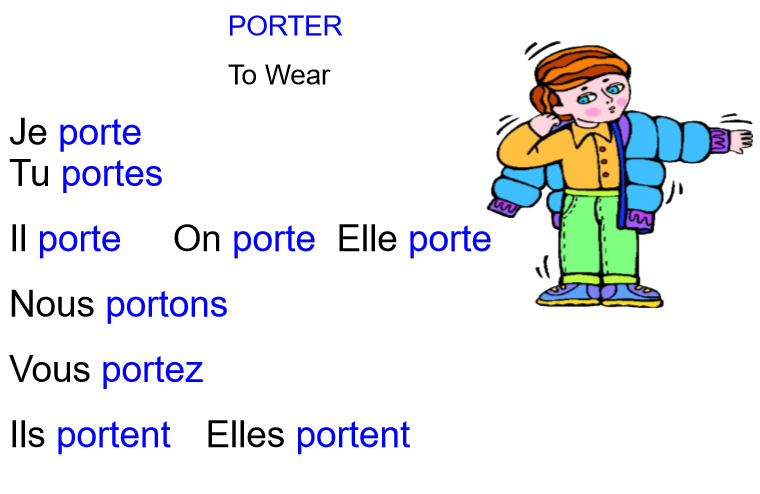 PORTER
To Wear
Je porte
Tu portes
Il porte On porte Elle porte
Nous portons
Vous portez
Ils portent Elles portent